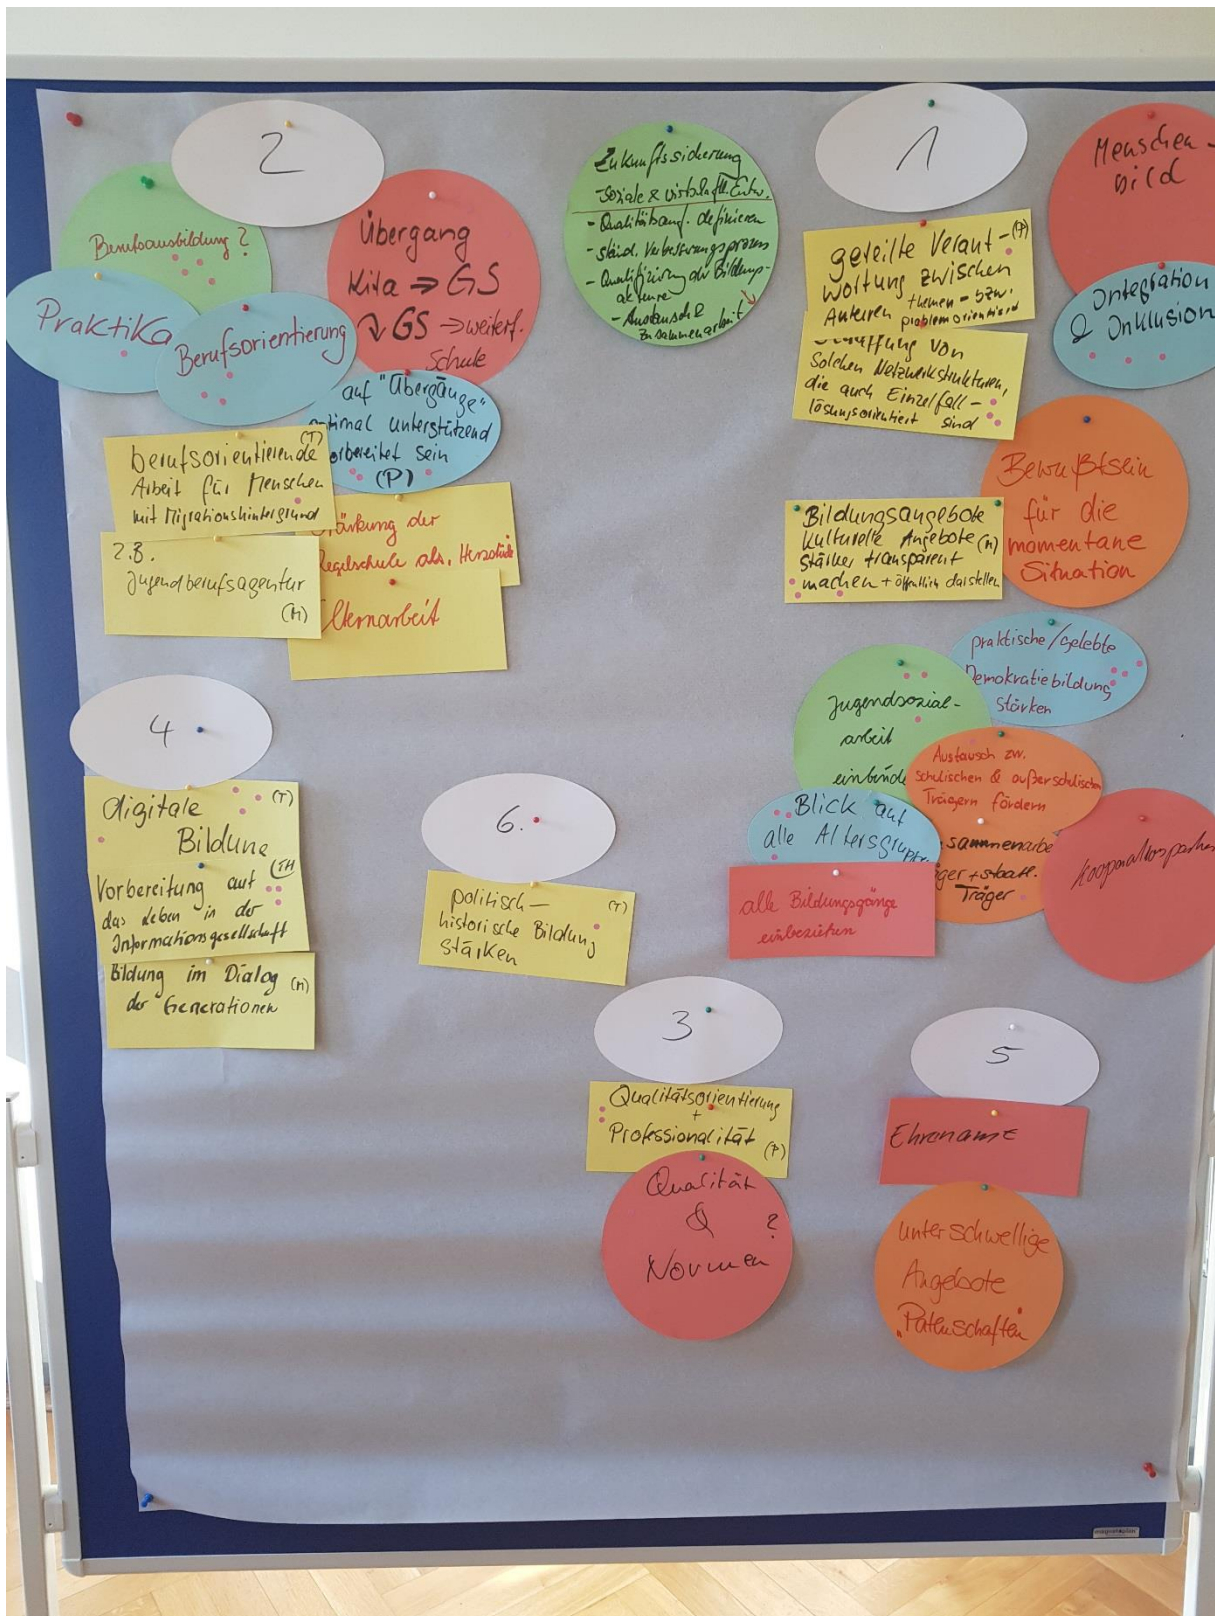 2
Berufsausbildung?
Praktika
Berufsorientierung
Übergang
Kita ⇒ GS
GS → weiterf.
Schule
auf "Übergänge"
optimal unterstützend
vorbereitet sein
(P)
berufsorientierende (T)
Arbeit für Menschen
mit Migrationshintergrund
z.B.
Jugendberufsagentur
(M)
Stärkung der
Regelschule als
Elternarbeit
Zukunftssicherung
- Soziale & wirtschaftl. Entw.
- Qualitätsanf. definieren
- ständ. Verbesserungsprozess
- Qualifizierung der Bildungs-
akteure
- Austausch &
Zusammenarbeit
1
geteilte Verant- (P)
wortung zwischen
themen- bzw.
problemorientiert
Schaffung von
solchen Netzwerkstrukturen,
die auch Einzelfall-
lösungsorientiert sind
Menschen-
bild
Integration
& Inklusion
Bewußtsein
für die
momentane
Situation
Bildungsangebote
Kulturelle Angebote (M)
stärker transparent
machen + öffentlich darstellen
praktische/gelebte
Demokratiebildung
stärken
Jugendsozial-
arbeit
einbinde
Austausch zw.
schulischen & außerschulischen
Trägern fördern
sammenarbe
ger + staatl.
Träger
Kooperationspartner
Blick auf
alle Altersgruppe
alle Bildungsgänge
einbeziehen
4
digitale (T)
Bildung
Vorbereitung auf (TH)
das Leben in der
Informationsgesellschaft
Bildung im Dialog (M)
der Generationen
6.
politisch- (T)
historische Bildung
stärken
3
Qualitätsorientierung
+
Professionalität (P)
Qualität
& ?
Normen
5
Ehrenamt
unterschwellige
Angebote
"Patenschaften"
magnetoplan